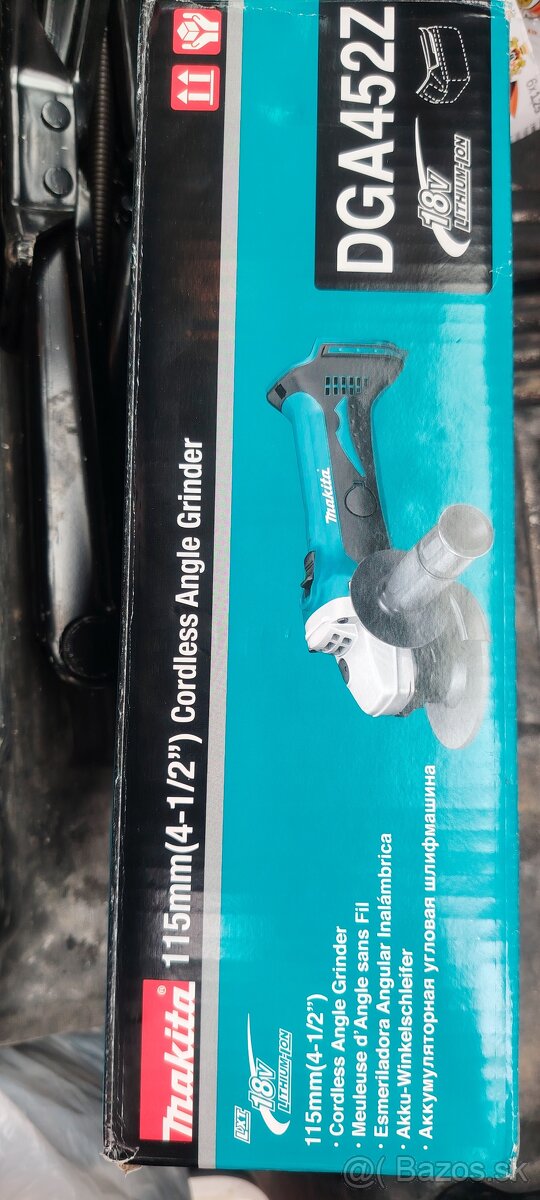 Makita®
115mm(4-1/2") Cordless Angle Grinder
DGA452Z
18V
LITHIUM-ION
Makita
LXT
18V
LITHIUM-ION
115mm(4-1/2")
· Cordless Angle Grinder
· Meuleuse d'Angle sans Fil
· Esmeriladora Angular Inalámbrica
· Akku-Winkelschleifer
· Аккумуляторная угловая шлифмашина
Bazos.sk